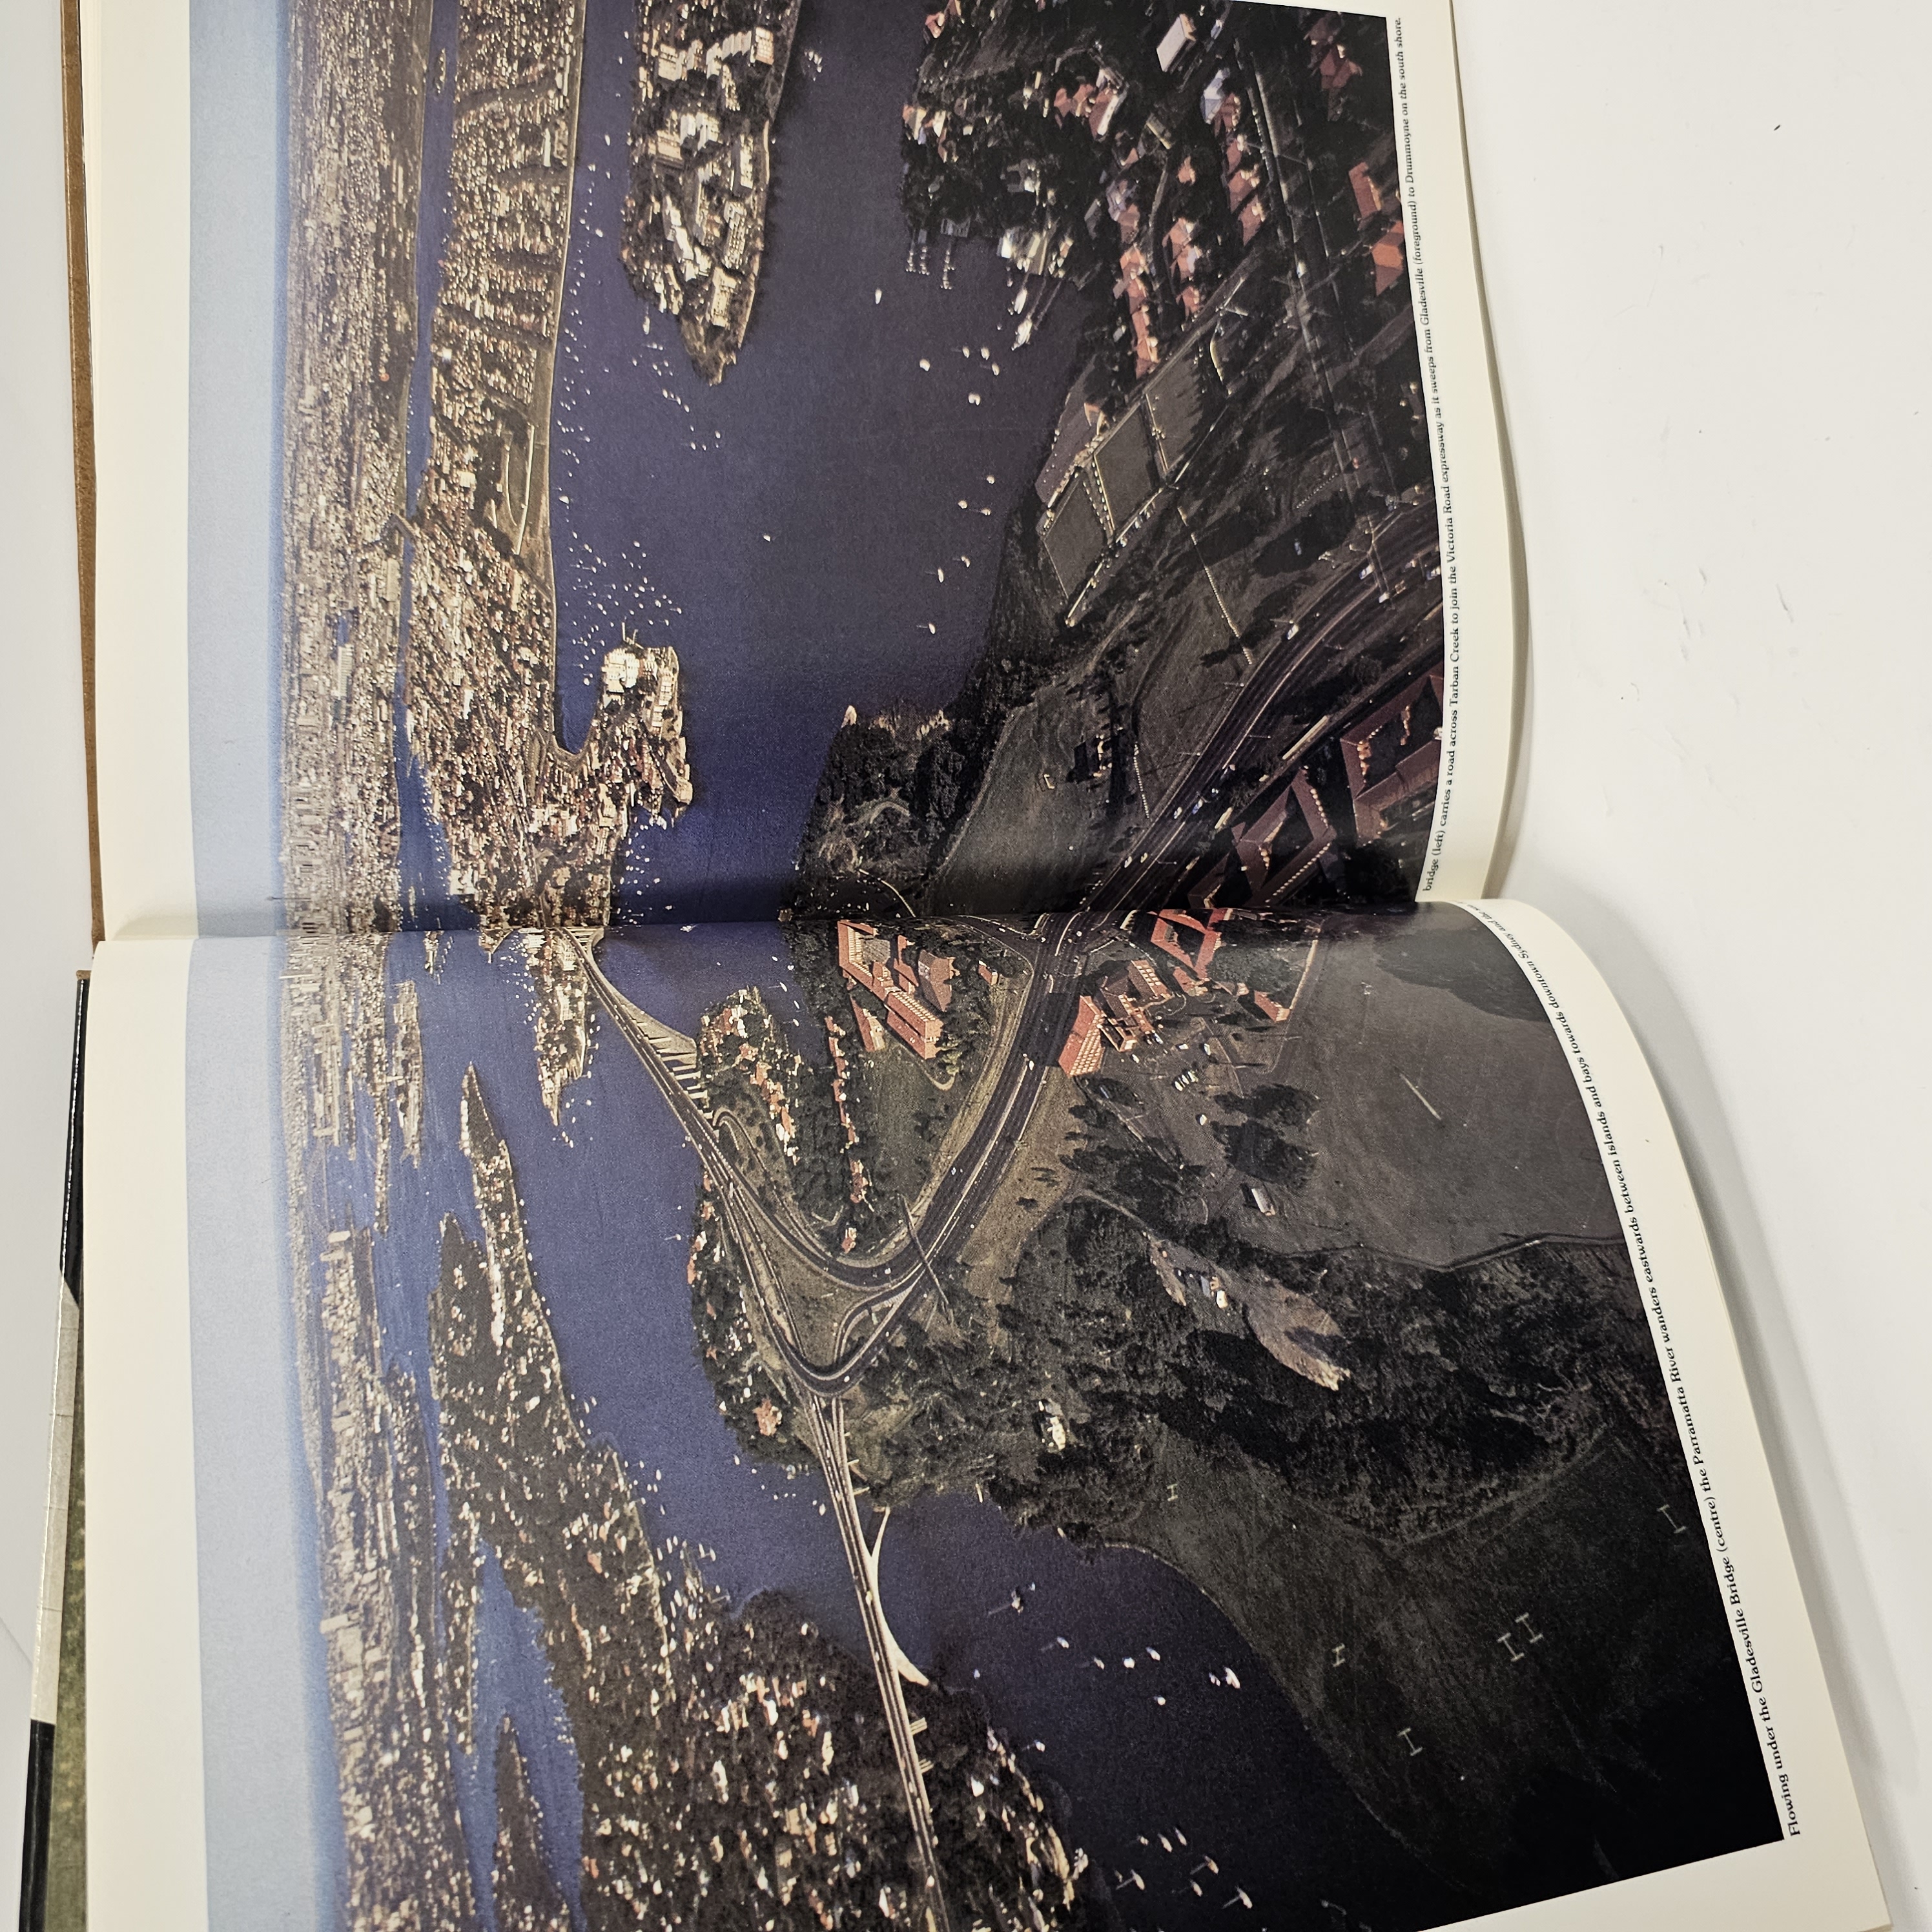 Flowing under the Gladesville Bridge (centre) the Parramatta River wanders eastwards between islands and bays towards downtown Sydney and the
bridge (left) carries a road across Tarban Creek to join the Victoria Road expressway as it sweeps from Gladesville (foreground) to Drummoyne on the south shore.